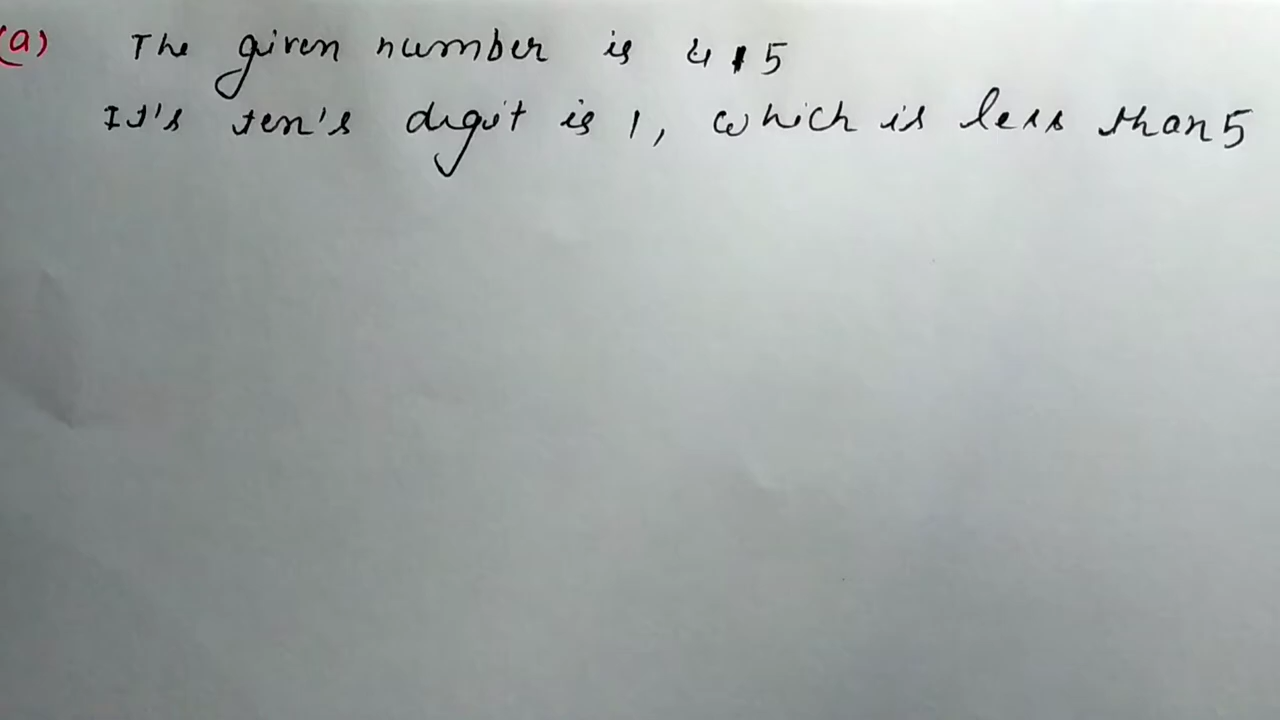 (a) The given number is 415
It's ten's digit is 1, which is less than 5